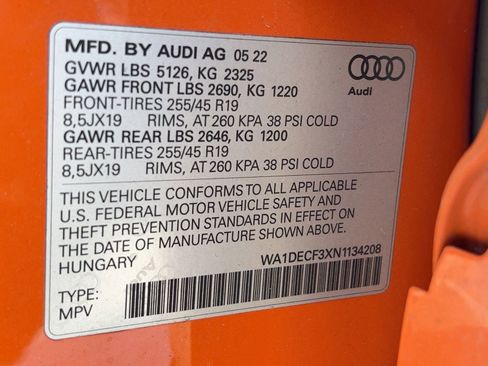 MFD. BY AUDI AG 05 22
GVWR LBS 5126, KG 2325
GAWR FRONT LBS 2690, KG 1220
FRONT-TIRES 255/45 R19
8,5JX19 RIMS, AT 260 KPA 38 PSI COLD
GAWR REAR LBS 2646, KG 1200
REAR-TIRES 255/45 R19
8,5JX19 RIMS, AT 260 KPA 38 PSI COLD
Audi
THIS VEHICLE CONFORMS TO ALL APPLICABLE
U.S. FEDERAL MOTOR VEHICLE SAFETY AND
THEFT PREVENTION STANDARDS IN EFFECT ON
THE DATE OF MANUFACTURE SHOWN ABOVE.
HUNGARY WA1DECF3XN1134208
TYPE:
MPV